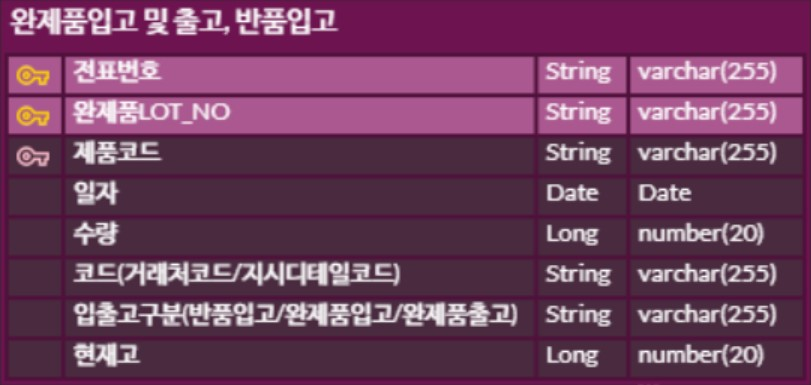 완제품입고 및 출고, 반품입고
전표번호 String varchar(255)
완제품LOT_NO String varchar(255)
제품코드 String varchar(255)
일자 Date Date
수량 Long number(20)
코드(거래처코드/지시디테일코드) String varchar(255)
입출고구분(반품입고/완제품입고/완제품출고) String varchar(255)
현재고 Long number(20)